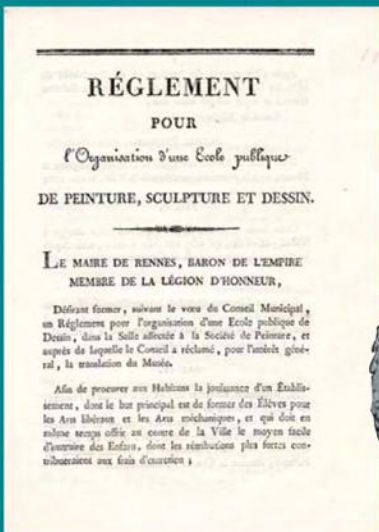 RÉGLEMENT
POUR
l'Organisation d'une Ecole publique
DE PEINTURE, SCULPTURE ET DESSIN.
LE MAIRE DE RENNES, BARON DE L'EMPIRE
MEMBRE DE LA LÉGION D'HONNEUR,
Désirant former, suivant le vœu du Conseil Municipal,
un Réglement pour l'organisation d'une Ecole publique de
Dessin, dans la Salle affectée à la Société de Peinture, et
auprès de laquelle le Conseil a réclamé, pour l'intérêt géné-
ral, la translation du Musée.
Afin de procurer aux Habitans la jouissance d'un Établis-
sement, dont le but principal est de former des Élèves pour
les Arts libéraux et les Arts méchaniques, et qui doit en
même temps offrir au centre de la Ville le moyen facile
d'instruire des Enfans, dont les rétributions plus fortes con-
tribueraient aux frais d'entretien ;